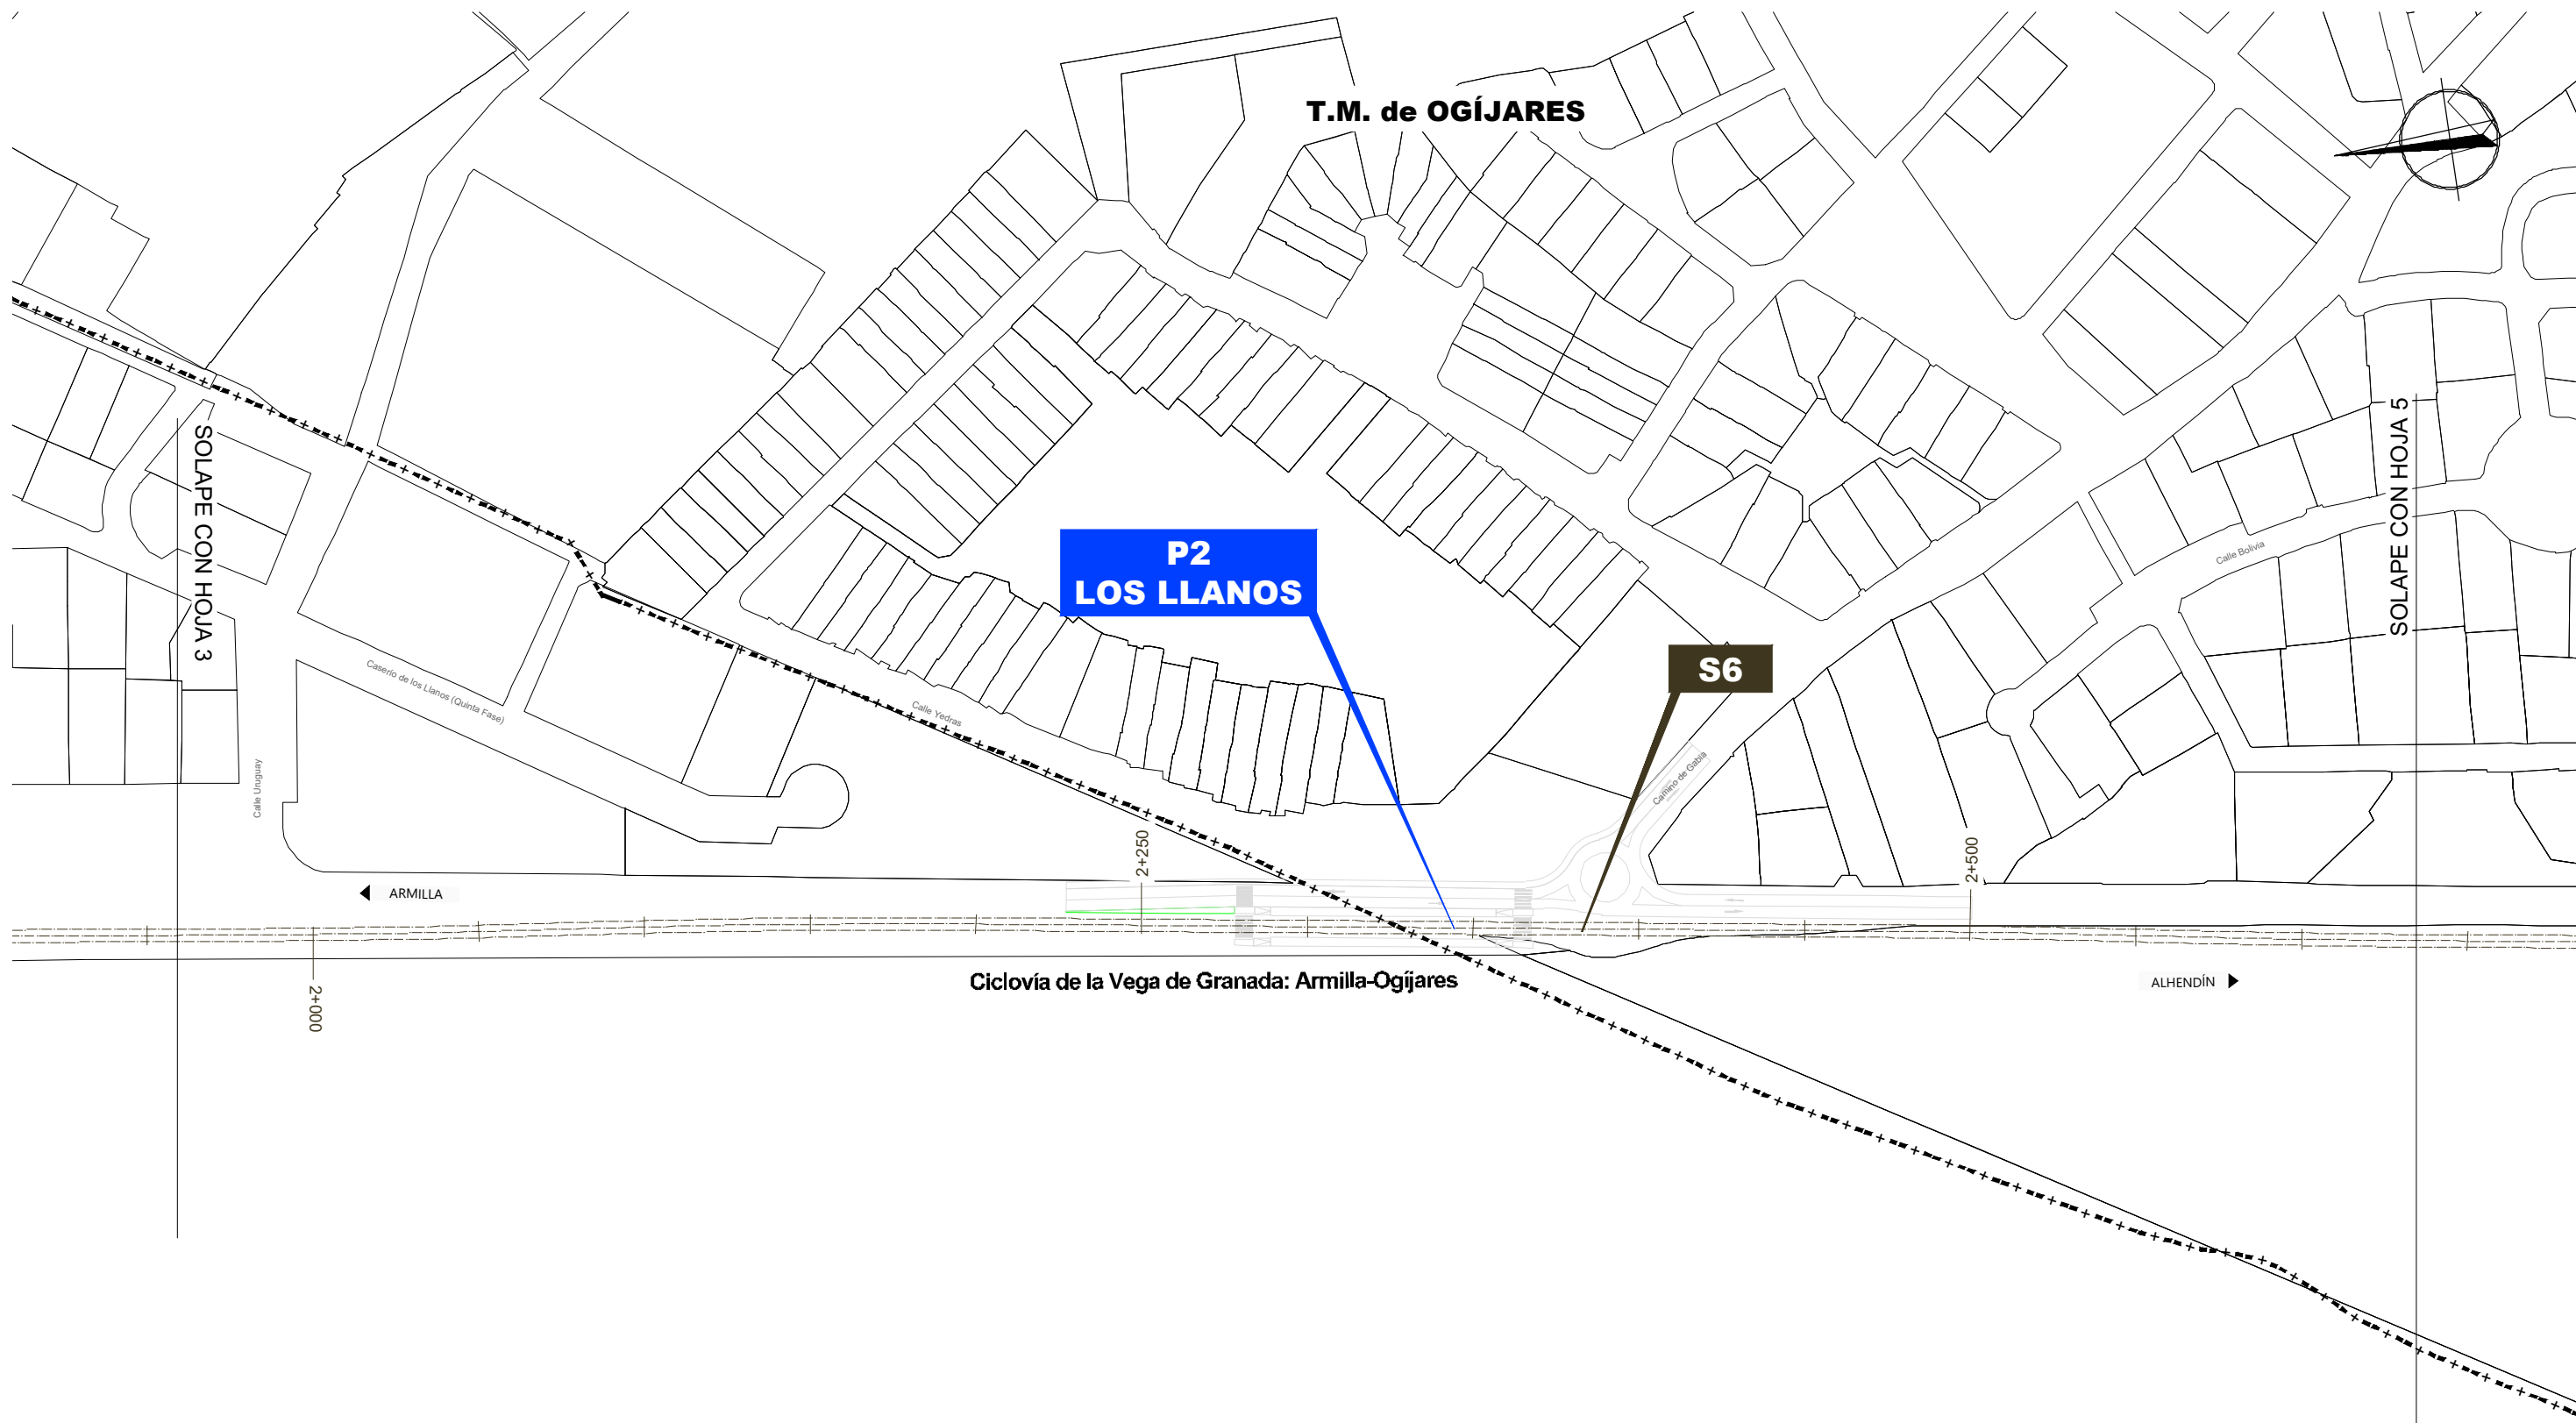 T.M. de OGÍJARES
SOLAPE CON HOJA 3
SOLAPE CON HOJA 5
P2
LOS LLANOS
S6
Calle Bolivia
Caserío de los Llanos (Quinta Fase)
Calle Yedras
Calle Uruguay
Camino de Gabia
2+250
2+500
ARMILLA
Ciclovía de la Vega de Granada: Armilla-Ogíjares
ALHENDÍN
2+000